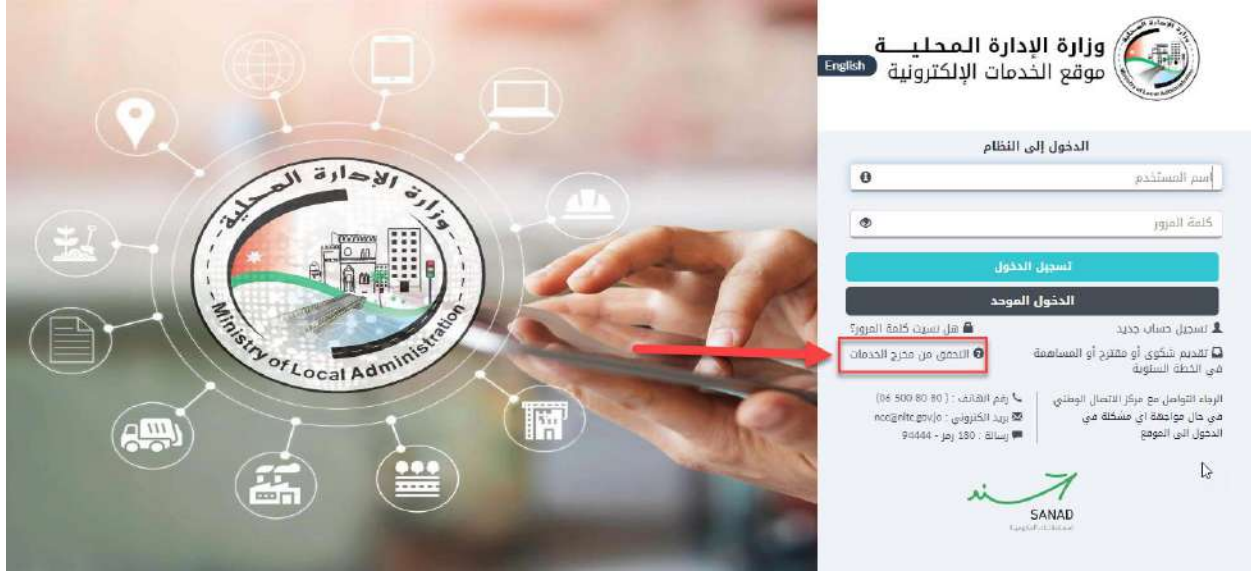 وزارة الإدارة المحليـــة
موقع الخدمات الإلكترونية
English
وزارة الإدارة المحلية
Ministry of Local Administration
الدخول إلى النظام
اسم المستخدم
كلمة المرور
تسجيل الدخول
الدخول الموحد
تسجيل حساب جديد
هل نسيت كلمة المرور؟
تقديم شكوى أو مقترح أو المساهمة
في الخطة السنوية
التحقق من مخرج الخدمات
الرجاء التواصل مع مركز الاتصال الوطني
في حال مواجهة اي مشكلة في
الدخول الى الموقع
رقم الهاتف : ( 80 80 500 06)
بريد الكتروني : ncc@nitc.gov.jo
رسالة : 180 رمز - 94444
سند
SANAD